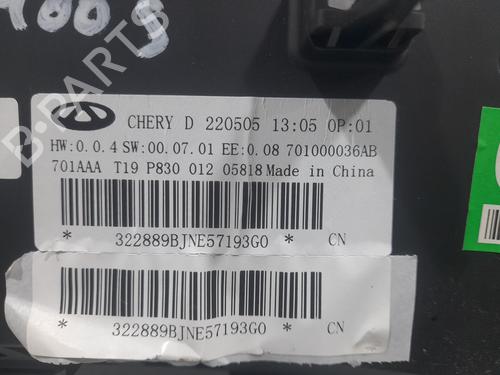 400 S
B-PARTS
CHERY D 220505 13:05 OP:01
HW:0.0.4 SW:00.07.01 EE:0.08 701000036AB
701AAA T19 P830 012 05818 Made in China
* 322889BJNE57193G0 * CN
* 322889BJNE57193G0 * CN